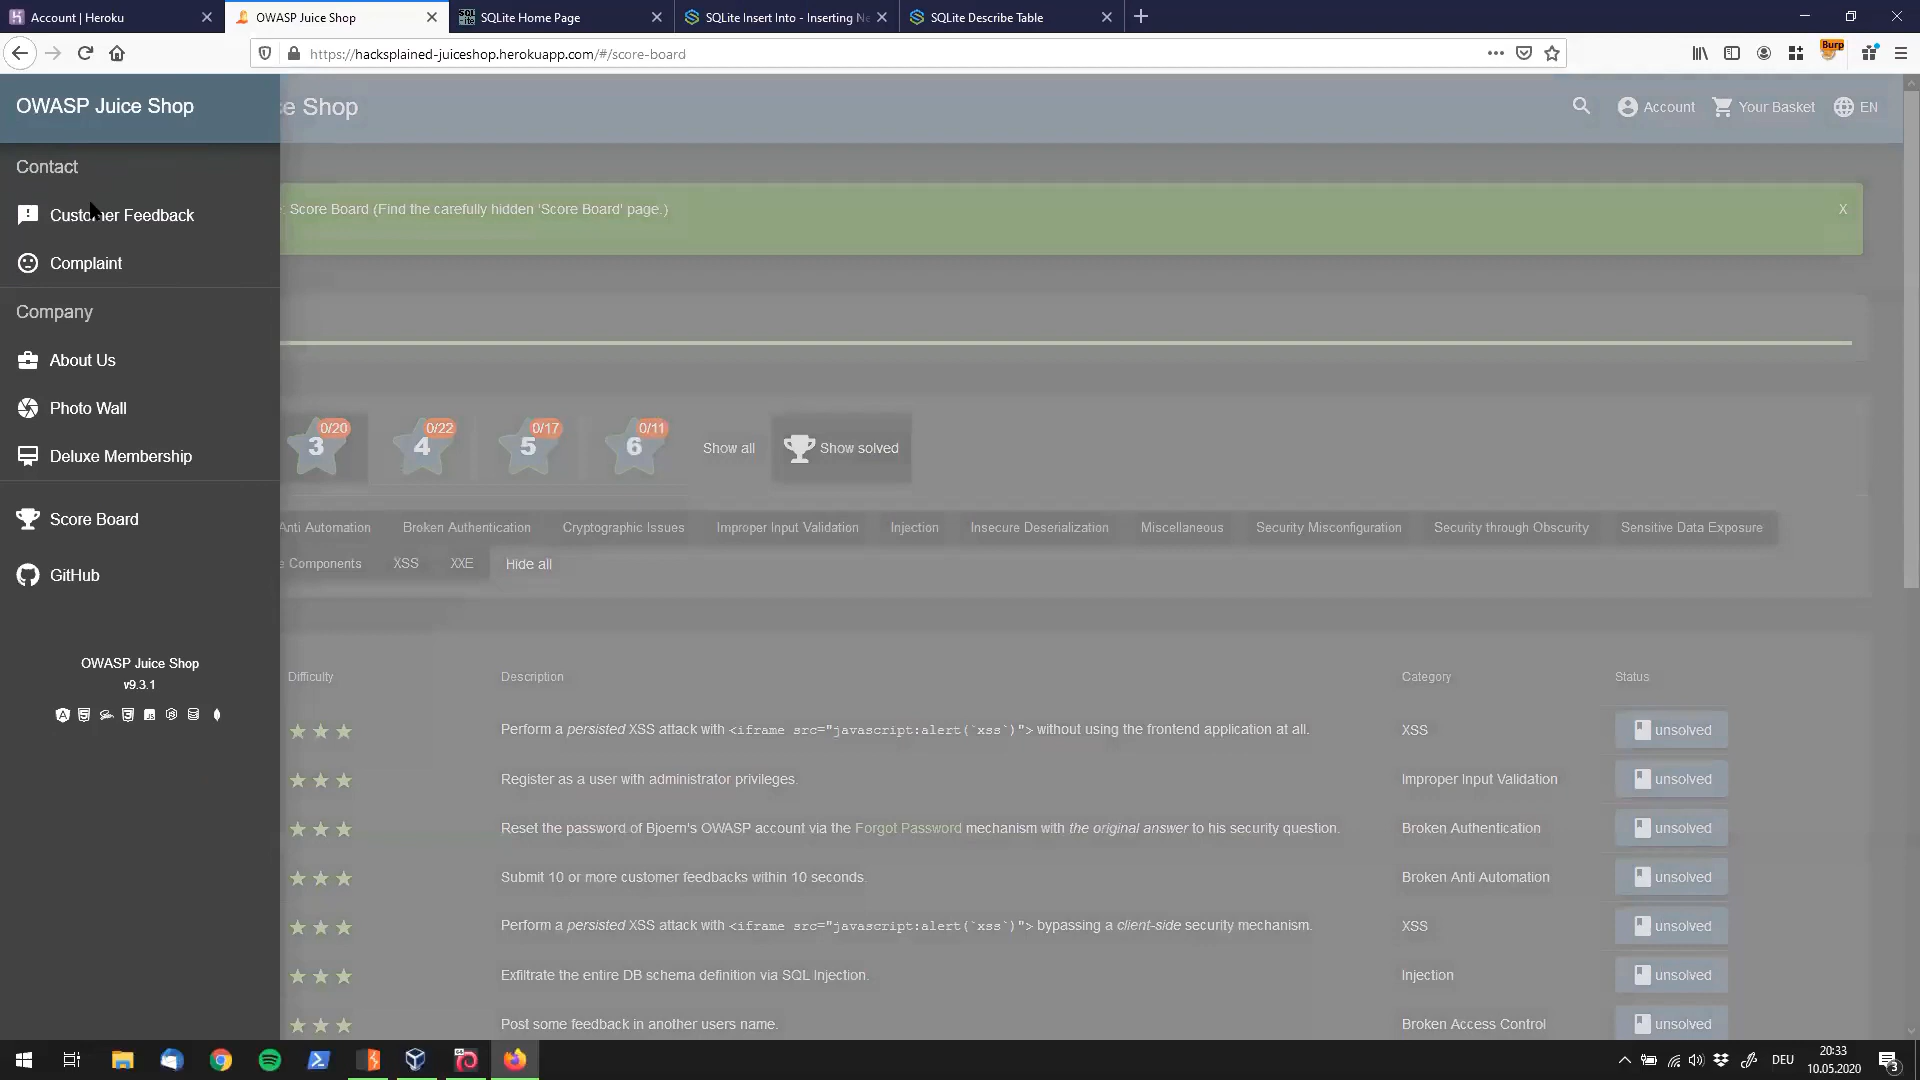 Account | Heroku
OWASP Juice Shop
SQLite Home Page
SQLite Insert Into - Inserting Ne
SQLite Describe Table
https://hacksplained-juiceshop.herokuapp.com/#/score-board
Burp
OWASP Juice Shop
ce Shop
Account
Your Basket
EN
Contact
Customer Feedback
Complaint
Company
About Us
Photo Wall
Deluxe Membership
Score Board
GitHub
OWASP Juice Shop
v9.3.1
: Score Board (Find the carefully hidden 'Score Board' page.)
X
3 0/20
4 0/22
5 0/17
6 0/11
Show all
Show solved
Anti Automation
Broken Authentication
Cryptographic Issues
Improper Input Validation
Injection
Insecure Deserialization
Miscellaneous
Security Misconfiguration
Security through Obscurity
Sensitive Data Exposure
e Components
XSS
XXE
Hide all
Difficulty
Description
Category
Status
Perform a persisted XSS attack with <iframe src="javascript:alert(`xss`)"> without using the frontend application at all.
XSS
unsolved
Register as a user with administrator privileges.
Improper Input Validation
unsolved
Reset the password of Bjoern's OWASP account via the Forgot Password mechanism with the original answer to his security question.
Broken Authentication
unsolved
Submit 10 or more customer feedbacks within 10 seconds.
Broken Anti Automation
unsolved
Perform a persisted XSS attack with <iframe src="javascript:alert(`xss`)"> bypassing a client-side security mechanism.
XSS
unsolved
Exfiltrate the entire DB schema definition via SQL Injection.
Injection
unsolved
Post some feedback in another users name.
Broken Access Control
unsolved
DEU
20:33
10.05.2020
3